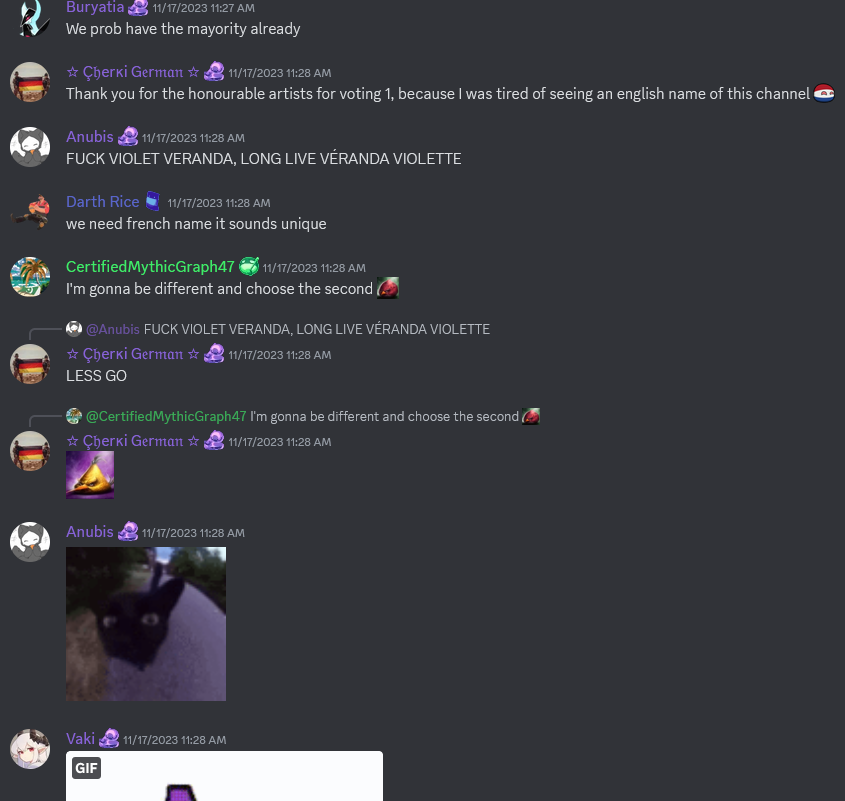 Buryatia 11/17/2023 11:27 AM
We prob have the mayority already
☆ Çɧerкi Gєrmαn ☆ 11/17/2023 11:28 AM
Thank you for the honourable artists for voting 1, because I was tired of seeing an english name of this channel
Anubis 11/17/2023 11:28 AM
FUCK VIOLET VERANDA, LONG LIVE VÉRANDA VIOLETTE
Darth Rice 11/17/2023 11:28 AM
we need french name it sounds unique
CertifiedMythicGraph47 11/17/2023 11:28 AM
I'm gonna be different and choose the second
@Anubis FUCK VIOLET VERANDA, LONG LIVE VÉRANDA VIOLETTE
☆ Çɧerкi Gєrmαn ☆ 11/17/2023 11:28 AM
LESS GO
@CertifiedMythicGraph47 I'm gonna be different and choose the second
☆ Çɧerкi Gєrmαn ☆ 11/17/2023 11:28 AM
Anubis 11/17/2023 11:28 AM
Vaki 11/17/2023 11:28 AM
GIF